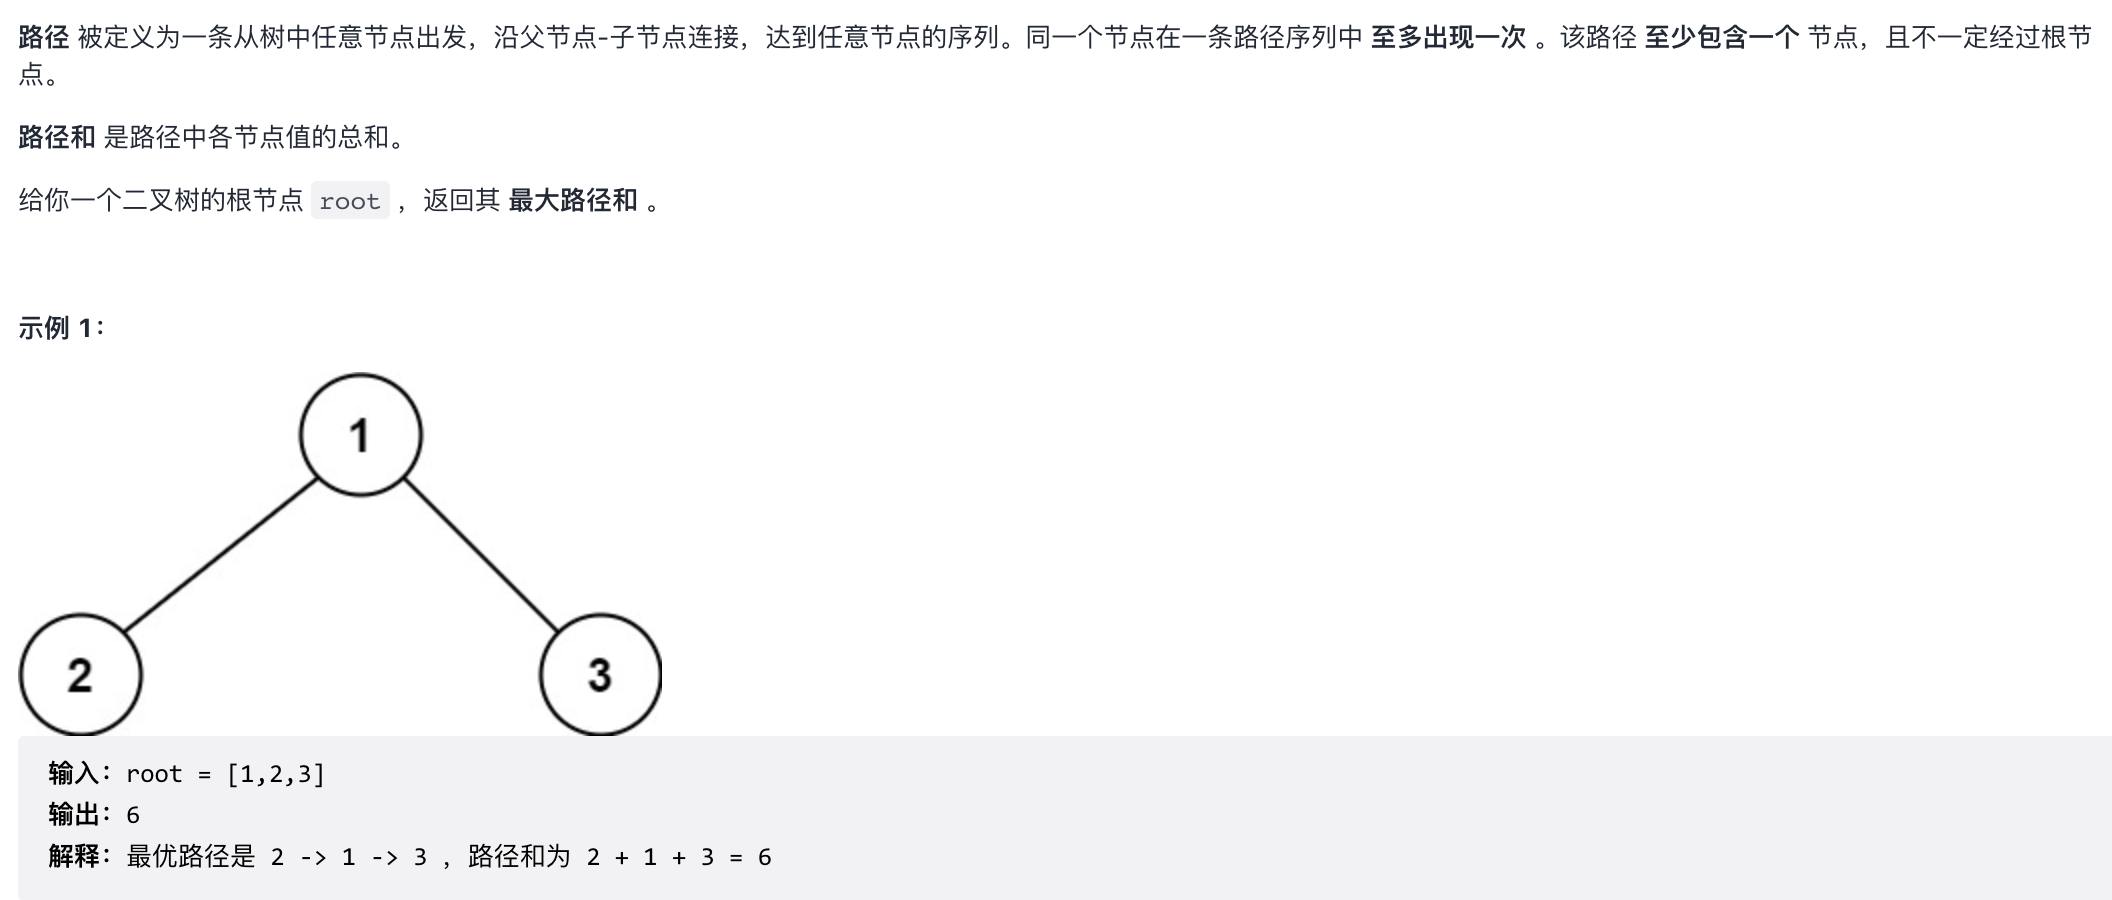 路径 被定义为一条从树中任意节点出发，沿父节点-子节点连接，达到任意节点的序列。同一个节点在一条路径序列中 至多出现一次 。该路径 至少包含一个 节点，且不一定经过根节
点。
路径和 是路径中各节点值的总和。
给你一个二叉树的根节点 root ，返回其 最大路径和 。
示例 1：
1
2
3
输入：root = [1,2,3]
输出：6
解释：最优路径是 2 -> 1 -> 3 ，路径和为 2 + 1 + 3 = 6